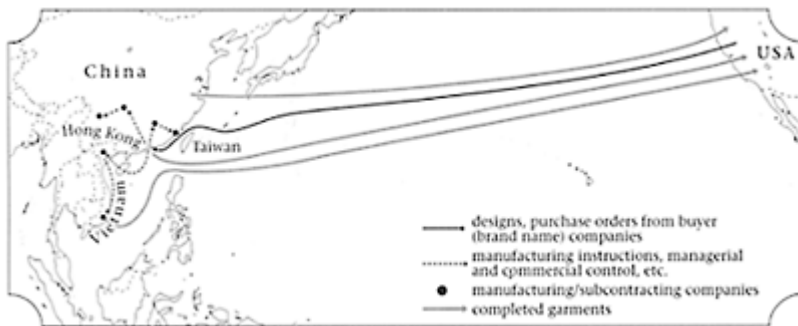 China
USA
Hong Kong
Taiwan
Vietnam
designs, purchase orders from buyer
(brand name) companies
manufacturing instructions, managerial
and commercial control, etc.
manufacturing/subcontracting companies
completed garments